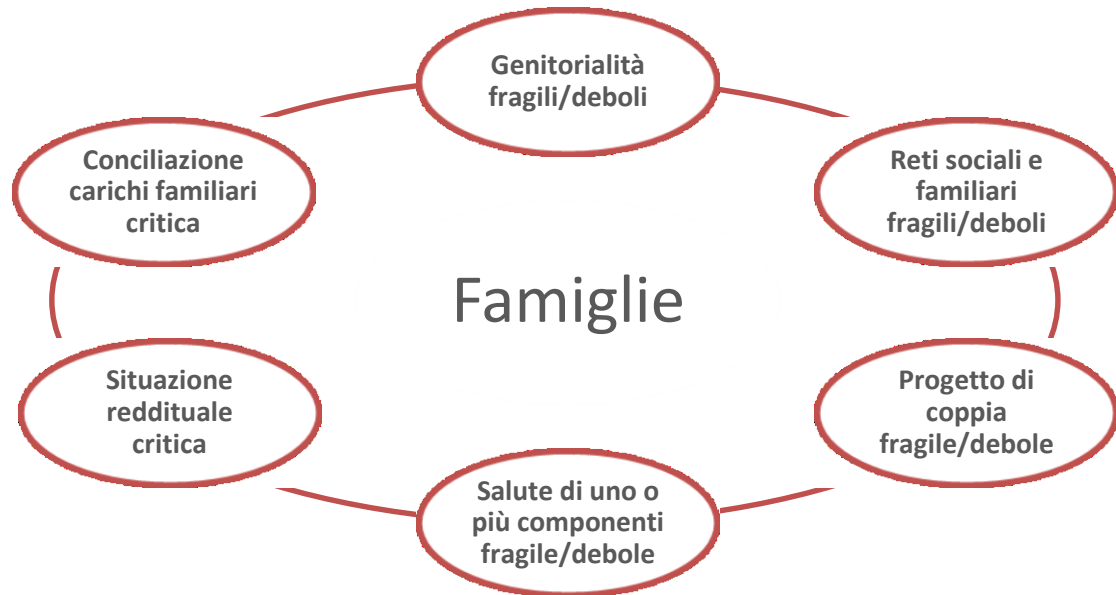 Genitorialità
fragili/deboli
Conciliazione
carichi familiari
critica
Reti sociali e
familiari
fragili/deboli
Famiglie
Situazione
reddituale
critica
Progetto di
coppia
fragile/debole
Salute di uno o
più componenti
fragile/debole